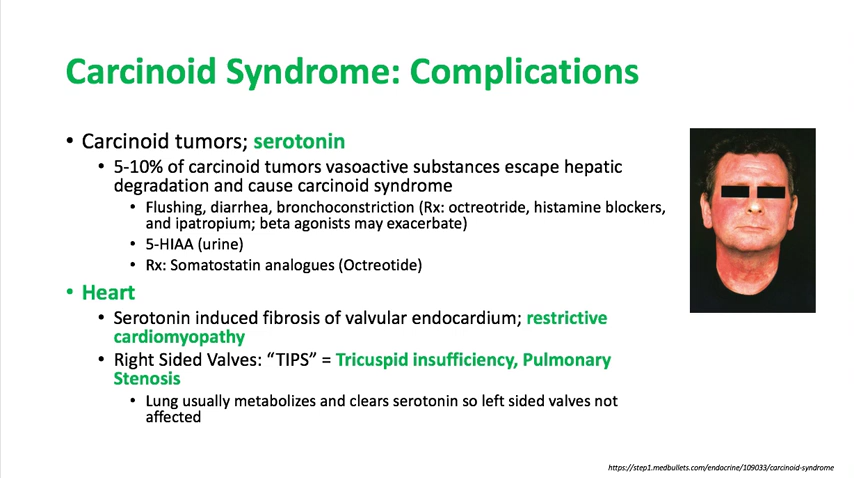 Carcinoid Syndrome: Complications
• Carcinoid tumors; serotonin
• 5-10% of carcinoid tumors vasoactive substances escape hepatic
degradation and cause carcinoid syndrome
• Flushing, diarrhea, bronchoconstriction (Rx: octreotride, histamine blockers,
and ipatropium; beta agonists may exacerbate)
• 5-HIAA (urine)
• Rx: Somatostatin analogues (Octreotide)
• Heart
• Serotonin induced fibrosis of valvular endocardium; restrictive
cardiomyopathy
• Right Sided Valves: “TIPS” = Tricuspid insufficiency, Pulmonary
Stenosis
• Lung usually metabolizes and clears serotonin so left sided valves not
affected
https://step1.medbullets.com/endocrine/109033/carcinoid-syndrome